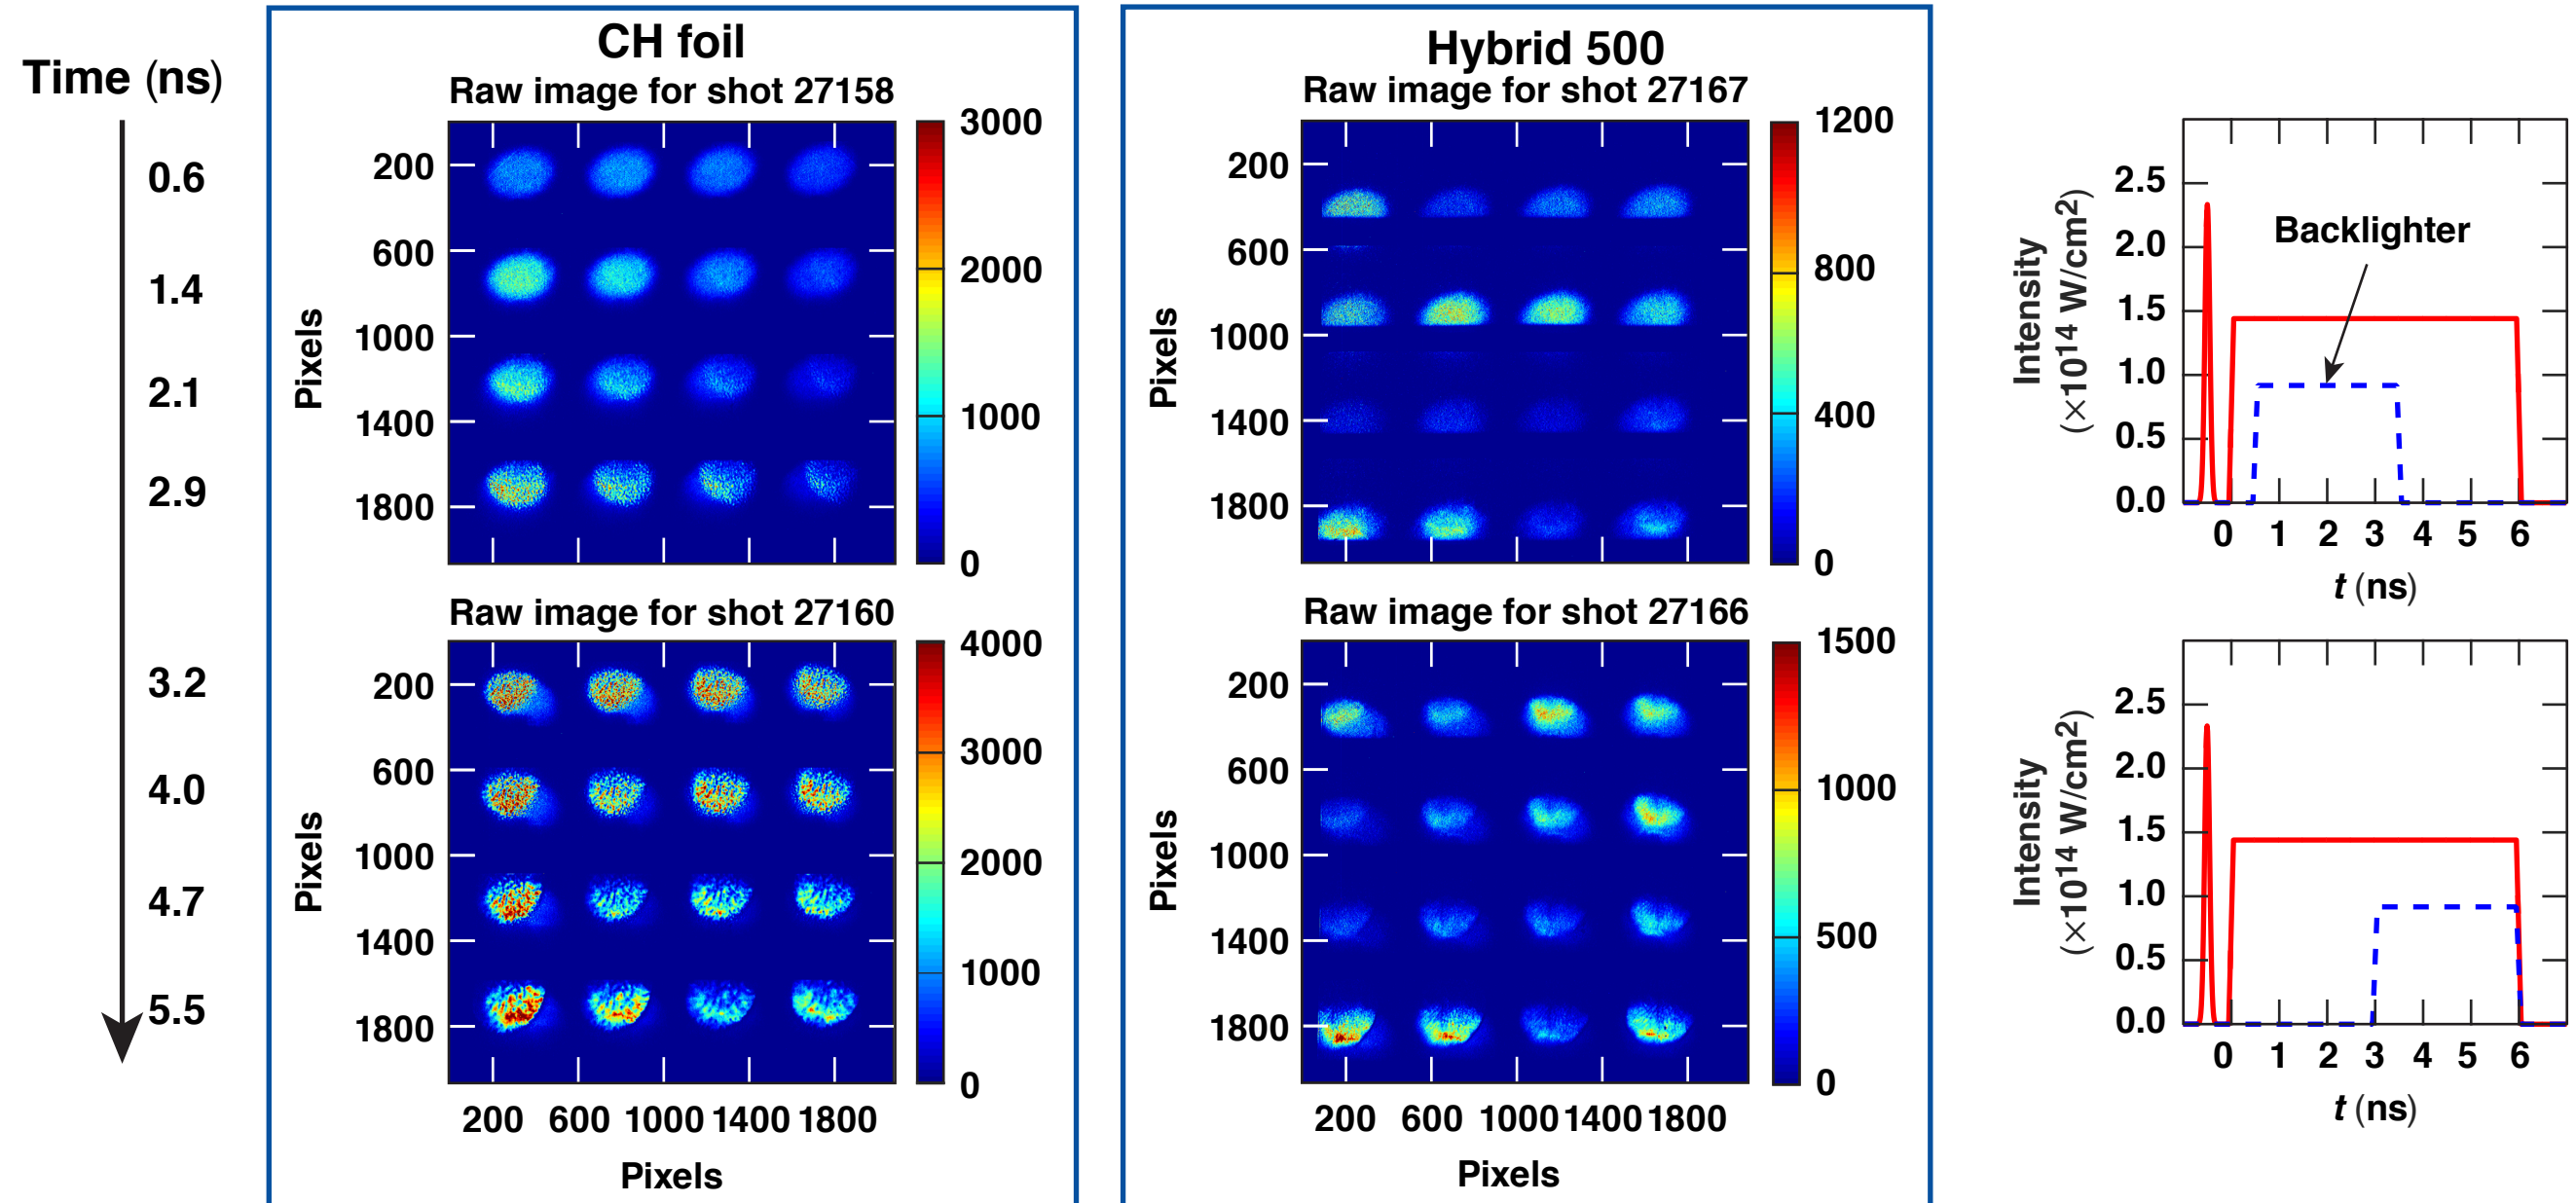 Time (ns)
0.6
1.4
2.1
2.9
3.2
4.0
4.7
5.5
CH foil
Raw image for shot 27158
Pixels
200
600
1000
1400
1800
3000
2000
1000
0
Raw image for shot 27160
Pixels
200
600
1000
1400
1800
4000
3000
2000
1000
0
200 600 1000 1400 1800
Pixels
Hybrid 500
Raw image for shot 27167
Pixels
200
600
1000
1400
1800
1200
800
400
0
Raw image for shot 27166
Pixels
200
600
1000
1400
1800
1500
1000
500
0
200 600 1000 1400 1800
Pixels
Intensity
(×10¹⁴ W/cm²)
2.5
2.0
1.5
1.0
0.5
0.0
Backlighter
0 1 2 3 4 5 6
t (ns)
Intensity
(×10¹⁴ W/cm²)
2.5
2.0
1.5
1.0
0.5
0.0
0 1 2 3 4 5 6
t (ns)